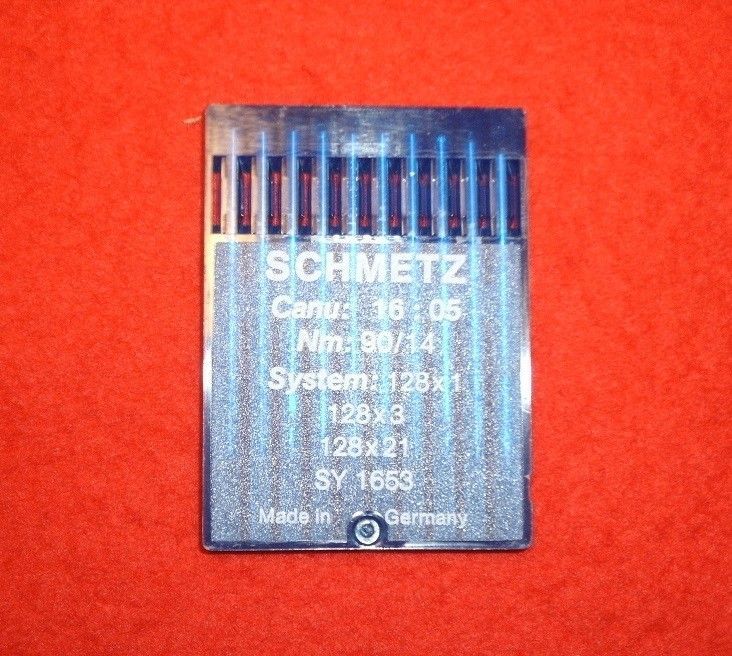 SCHMETZ
Canu: 16 : 05
Nm: 90/14
System: 128x1
128x3
128x21
SY 1653
Made in Germany